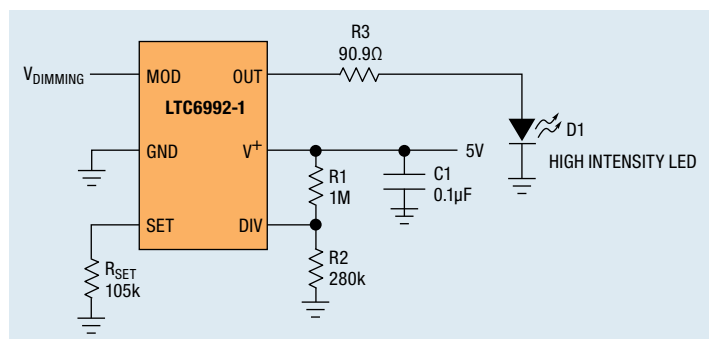 R3
90.9Ω
V_DIMMING
MOD
OUT
LTC6992-1
D1
GND
V+
5V
HIGH INTENSITY LED
R1
1M
C1
0.1µF
SET
DIV
R_SET
105k
R2
280k